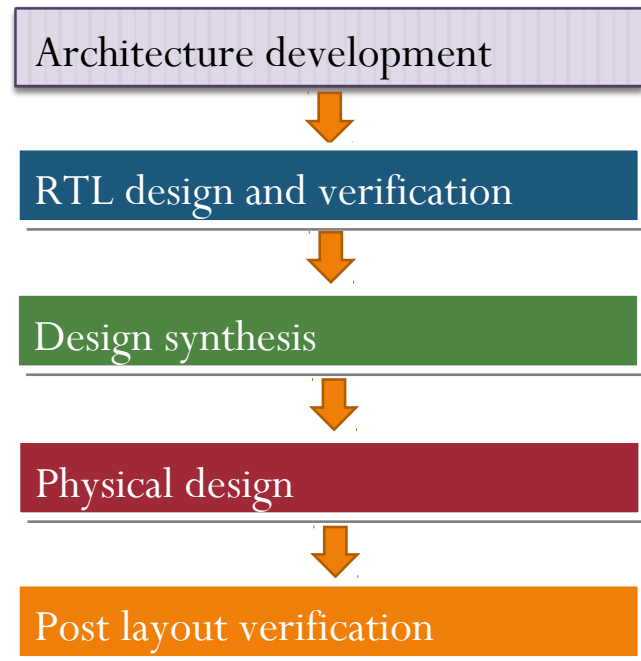 Architecture development
RTL design and verification
Design synthesis
Physical design
Post layout verification